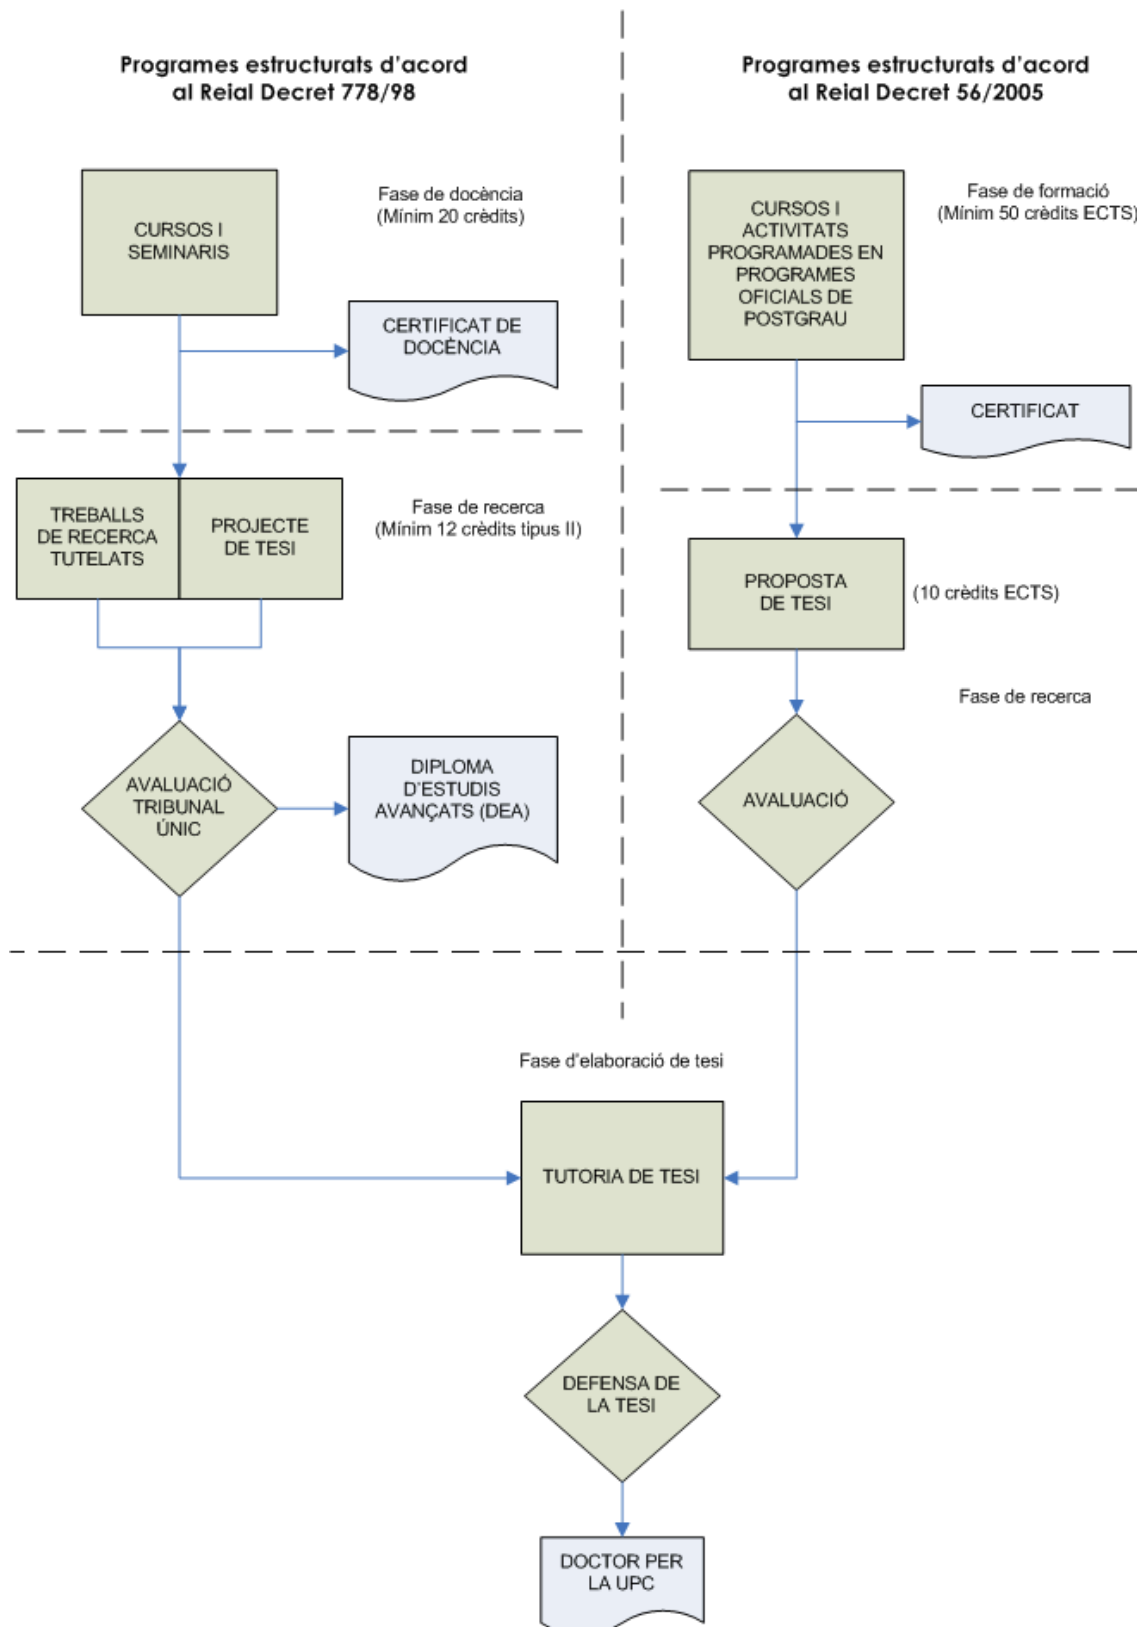 Programes estructurats d'acord
al Reial Decret 778/98
Programes estructurats d'acord
al Reial Decret 56/2005
CURSOS I
SEMINARIS
Fase de docència
(Mínim 20 crèdits)
CERTIFICAT DE
DOCÈNCIA
CURSOS I
ACTIVITATS
PROGRAMADES EN
PROGRAMES
OFICIALS DE
POSTGRAU
Fase de formació
(Mínim 50 crèdits ECTS)
CERTIFICAT
TREBALLS
DE RECERCA
TUTELATS
PROJECTE
DE TESI
Fase de recerca
(Mínim 12 crèdits tipus II)
PROPOSTA
DE TESI
(10 crèdits ECTS)
Fase de recerca
AVALUACIÓ
TRIBUNAL
ÚNIC
DIPLOMA
D'ESTUDIS
AVANÇATS (DEA)
AVALUACIÓ
Fase d'elaboració de tesi
TUTORIA DE TESI
DEFENSA DE
LA TESI
DOCTOR PER
LA UPC